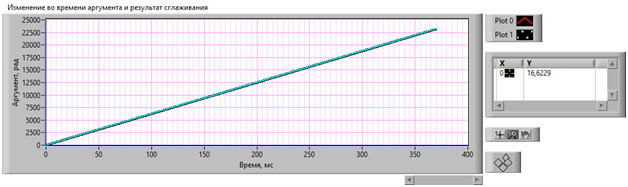 Изменение во времени аргумента и результат сглаживания
Plot 0
Plot 1
X Y
0 16,6229
Аргумент, рад
25000
22500
20000
17500
15000
12500
10000
7500
5000
2500
0
0 50 100 150 200 250 300 350 400
Время, мс